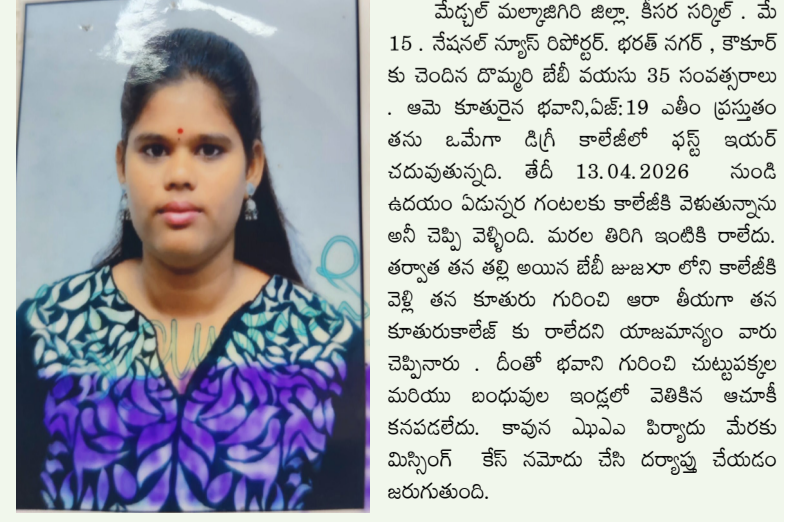 మేడ్చల్ మల్కాజిగిరి జిల్లా. కీసర సర్కిల్ . మే
15 . నేషనల్ న్యూస్ రిపోర్టర్. భరత్ నగర్ , కౌకూర్
కు చెందిన దొమ్మరి బేబీ వయసు 35 సంవత్సరాలు
. ఆమె కూతురైన భవాని,ఏజ్:19 ఎతీం ప్రస్తుతం
తను ఒమేగా డిగ్రీ కాలేజీలో ఫస్ట్ ఇయర్
చదువుతున్నది. తేదీ 13.04.2026 నుండి
ఉదయం ఏడున్నర గంటలకు కాలేజీకి వెళుతున్నాను
అనీ చెప్పి వెళ్ళింది. మరల తిరిగి ఇంటికి రాలేదు.
తర్వాత తన తల్లి అయిన బేబీ లోని కాలేజీకి
వెళ్లి తన కూతురు గురించి ఆరా తీయగా తన
కూతురుకాలేజ్ కు రాలేదని యాజమాన్యం వారు
చెప్పినారు . దీంతో భవాని గురించి చుట్టుపక్కల
మరియు బంధువుల ఇండ్లలో వెతికిన ఆచూకీ
కనపడలేదు. కావున పిర్యాదు మేరకు
మిస్సింగ్ కేస్ నమోదు చేసి దర్యాప్తు చేయడం
జరుగుతుంది.